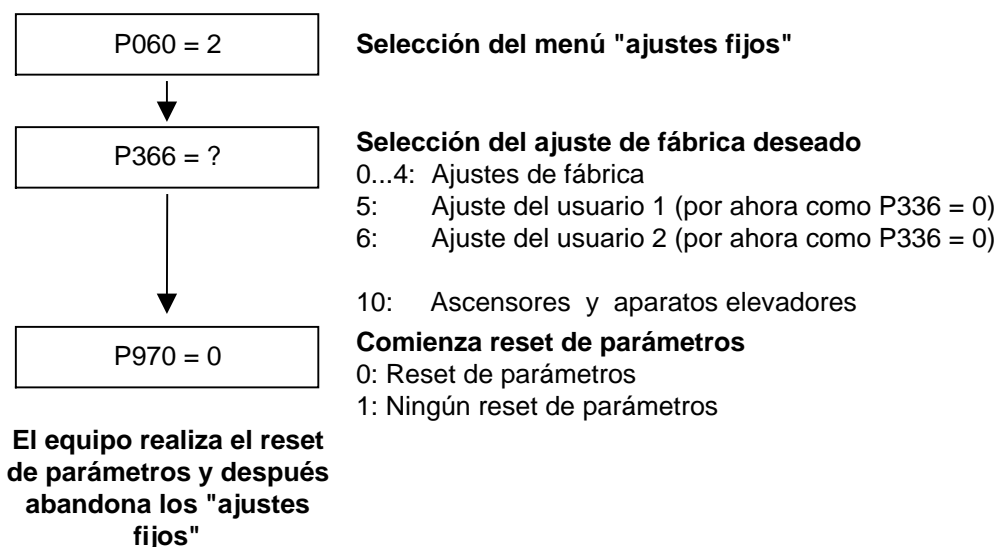 P060 = 2
Selección del menú "ajustes fijos"
P366 = ?
Selección del ajuste de fábrica deseado
0...4: Ajustes de fábrica
5: Ajuste del usuario 1 (por ahora como P336 = 0)
6: Ajuste del usuario 2 (por ahora como P336 = 0)
10: Ascensores y aparatos elevadores
P970 = 0
Comienza reset de parámetros
0: Reset de parámetros
1: Ningún reset de parámetros
El equipo realiza el reset
de parámetros y después
abandona los "ajustes
fijos"